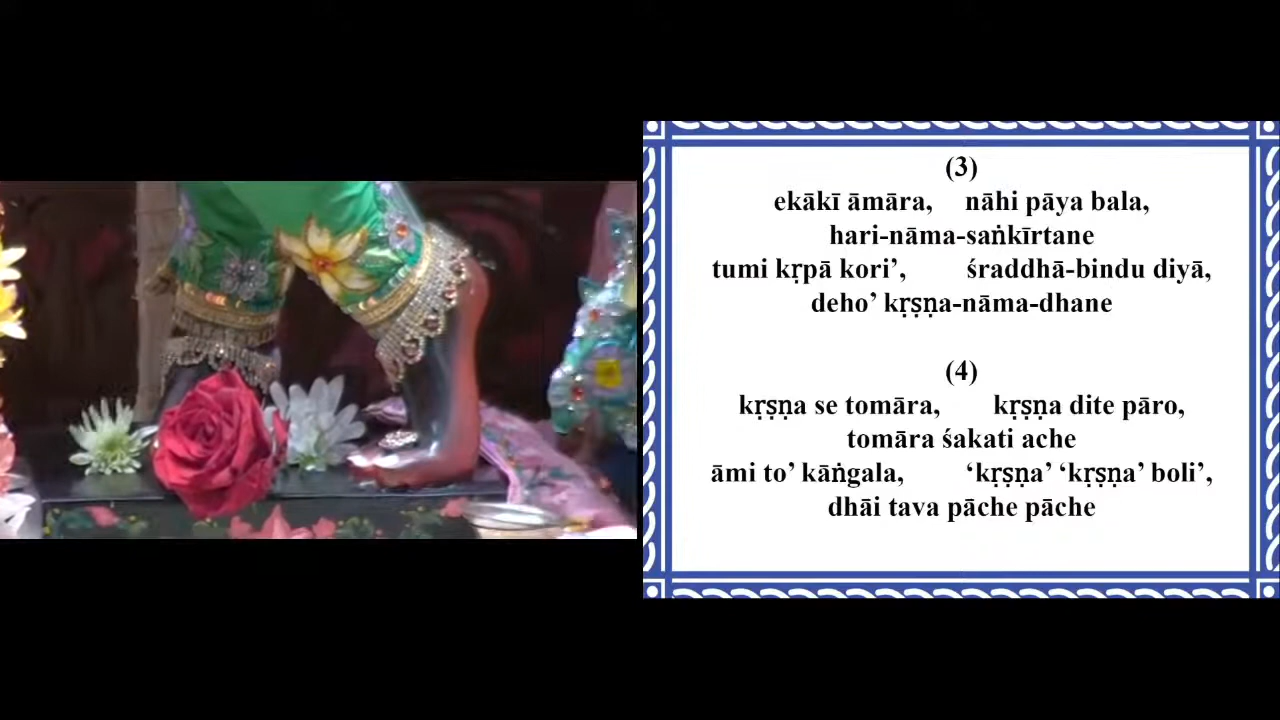 (3)
ekākī āmāra, nāhi pāya bala,
hari-nāma-saṅkīrtane
tumi kṛpā kori’, śraddhā-bindu diyā,
deho’ kṛṣṇa-nāma-dhane
(4)
kṛṣṇa se tomāra, kṛṣṇa dite pāro,
tomāra śakati ache
āmi to’ kāṅgala, ‘kṛṣṇa’ ‘kṛṣṇa’ boli’,
dhāi tava pāche pāche